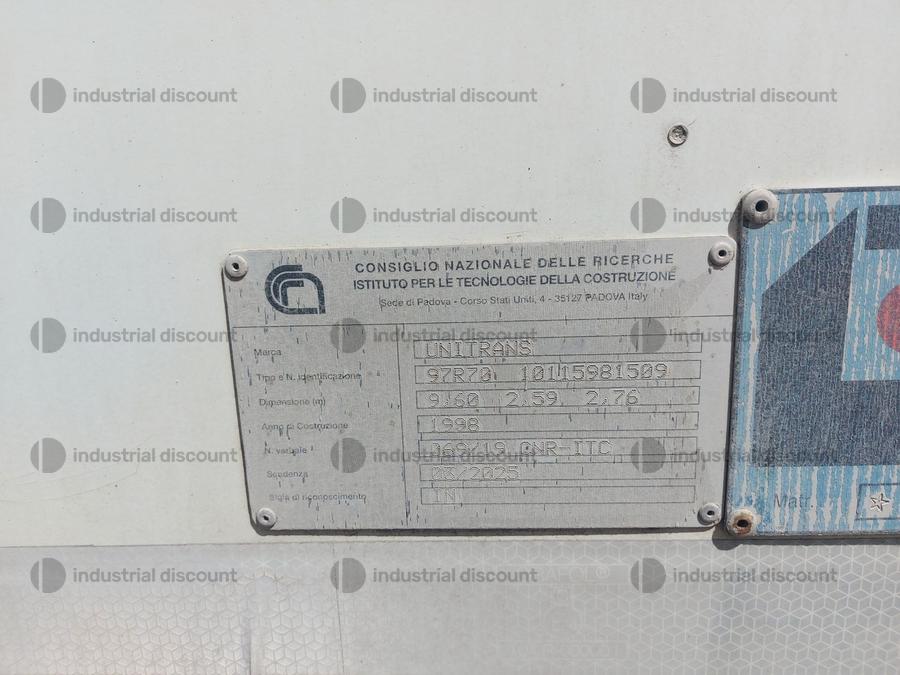 industrial discount industrial discount industrial discount
industrial discount industrial discount industrial discount
CONSIGLIO NAZIONALE DELLE RICERCHE
ISTITUTO PER LE TECNOLOGIE DELLA COSTRUZIONE
Sede di Padova - Corso Stati Uniti, 4 - 35127 PADOVA Italy
industrial discount industrial discount industrial discount
Marca UNITRANS
Tipo e N. identificazione 97R70 10115981509
Dimensione (m) 9,60 2,59 2,76
Anno di Costruzione 1998
industrial discount industrial discount industrial discount
N. verbale 069/19 CNR-ITC
Scadenza 03/2025
Sigla di riconoscimento IN
Matr.
industrial discount industrial discount industrial discount